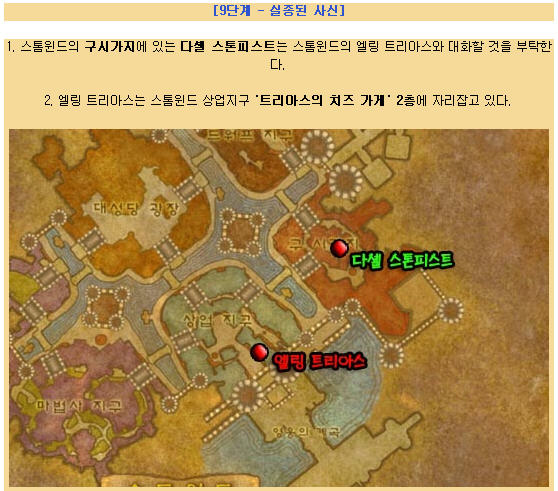 [9단계 - 실종된 사신]
1. 스톰윈드의 구시가지에 있는 다셸 스톤피스트는 스톰윈드의 엘링 트리아스와 대화할 것을 부탁한
다.
2. 엘링 트리아스는 스톰윈드 상업지구 '트리아스의 치즈 가게' 2층에 자리잡고 있다.
드워프 지구
대성당 광장
구 시가지
다셸 스톤피스트
상업 지구
엘링 트리아스
마법사 지구
영웅의 계곡
스톰윈드